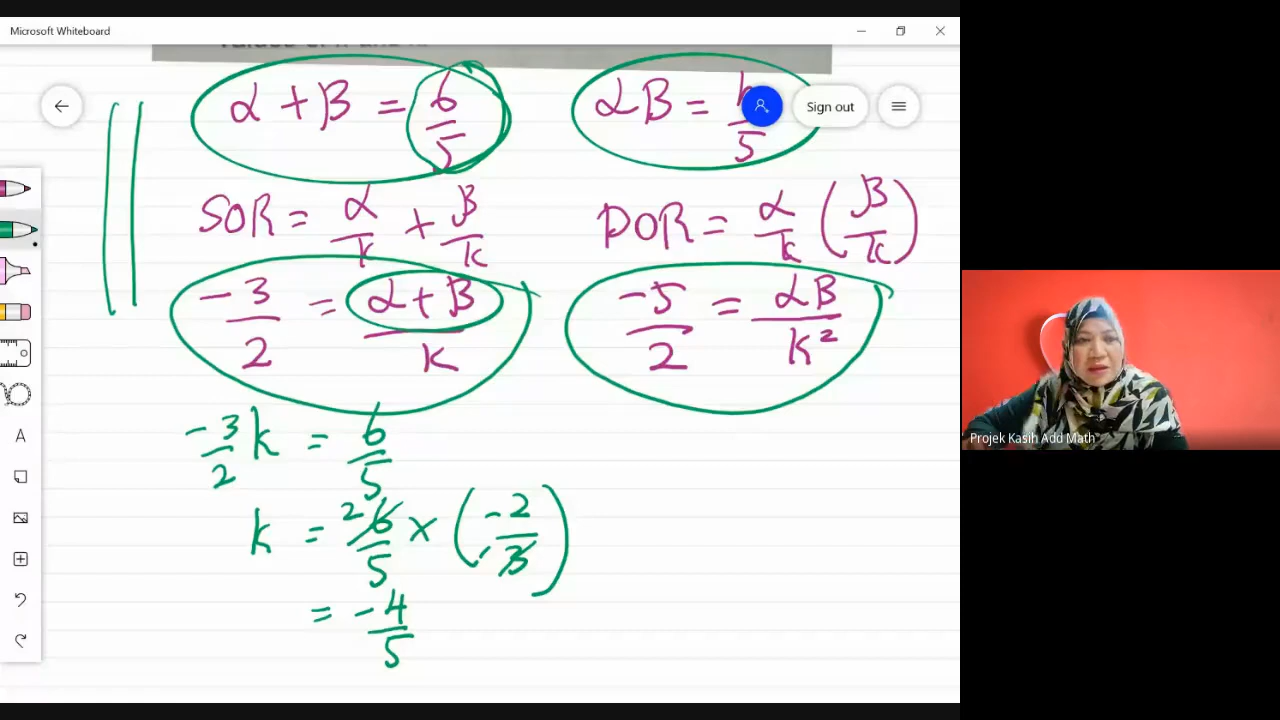 Microsoft Whiteboard
α + β = 6/5
αβ = h/5
Sign out
SOR = α/k + β/k
POR = α/k (β/k)
-3/2 = α+β/k
-5/2 = αβ/k²
-3/2 k = 6/5
k = 2 6/5 × (-2/3)
= -4/5
A
Projek Kasih Add Math